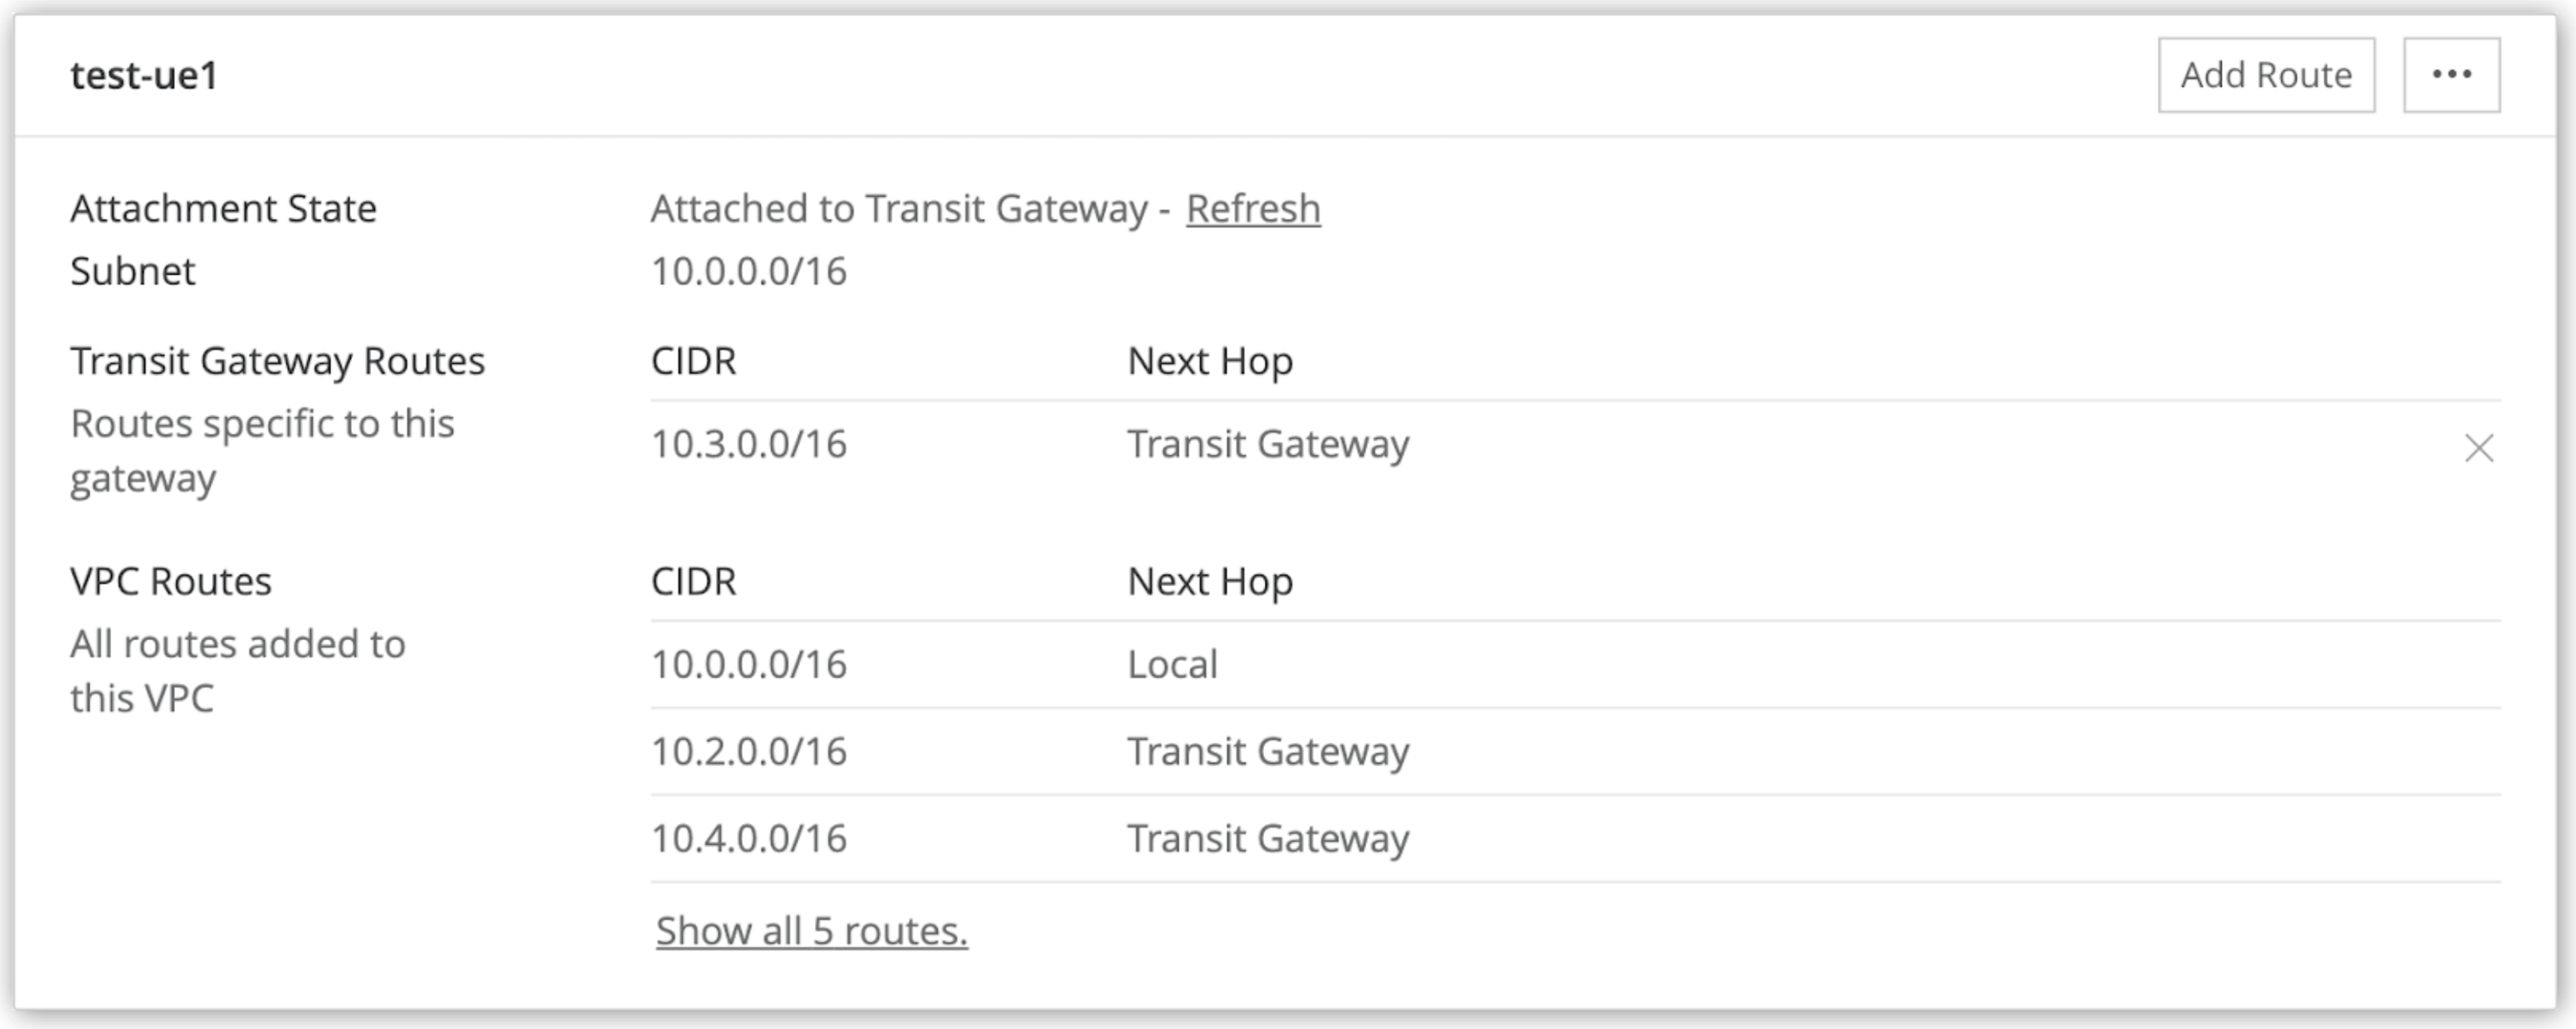 test-ue1
Add Route
•••
Attachment State
Attached to Transit Gateway - Refresh
Subnet
10.0.0.0/16
Transit Gateway Routes
Routes specific to this
gateway
CIDR
Next Hop
10.3.0.0/16
Transit Gateway
VPC Routes
All routes added to
this VPC
CIDR
Next Hop
10.0.0.0/16
Local
10.2.0.0/16
Transit Gateway
10.4.0.0/16
Transit Gateway
Show all 5 routes.